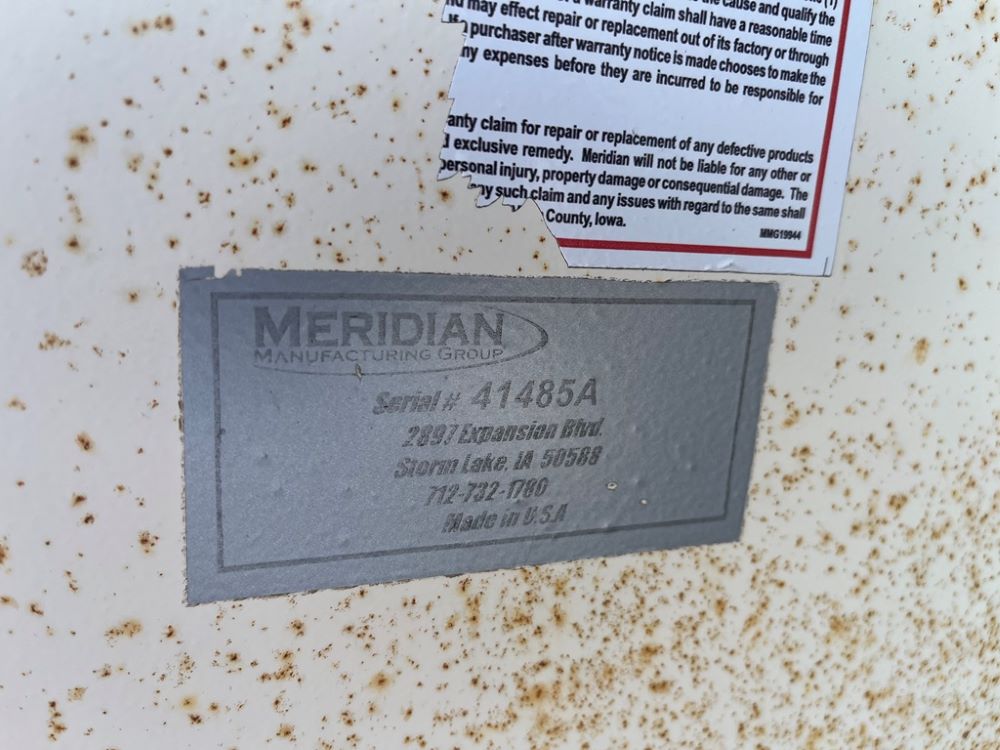 the cause and qualify the
warranty claim shall have a reasonable time
may effect repair or replacement out of its factory or through
purchaser after warranty notice is made chooses to make the
ny expenses before they are incurred to be responsible for
anty claim for repair or replacement of any defective products
d exclusive remedy. Meridian will not be liable for any other or
personal injury, property damage or consequential damage. The
ny such claim and any issues with regard to the same shall
County, Iowa.
MMG19944
MERIDIAN
MANUFACTURING GROUP
Serial # 41485A
2897 Expansion Blvd.
Storm Lake, IA 50588
712-732-1780
Made in U.S.A